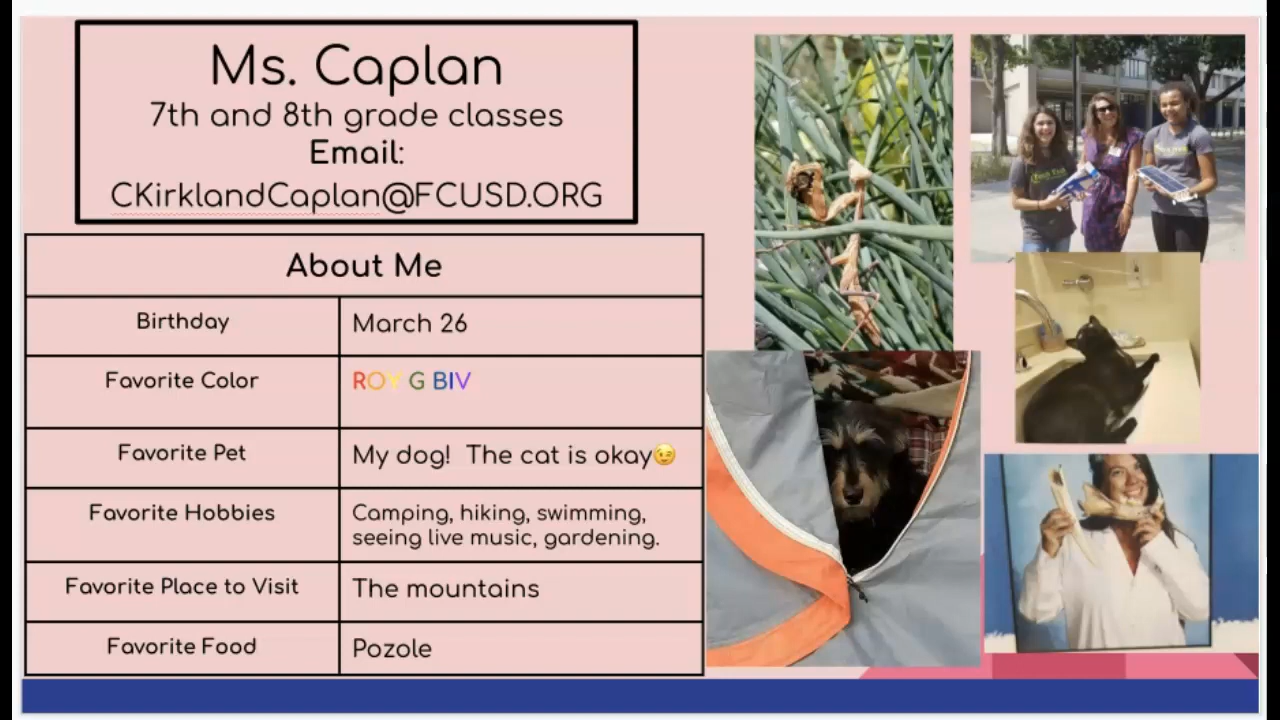 Ms. Caplan
7th and 8th grade classes
Email:
CKirklandCaplan@FCUSD.ORG
About Me
Birthday
March 26
Favorite Color
ROY G BIV
Favorite Pet
My dog! The cat is okay😉
Favorite Hobbies
Camping, hiking, swimming,
seeing live music, gardening.
Favorite Place to Visit
The mountains
Favorite Food
Pozole